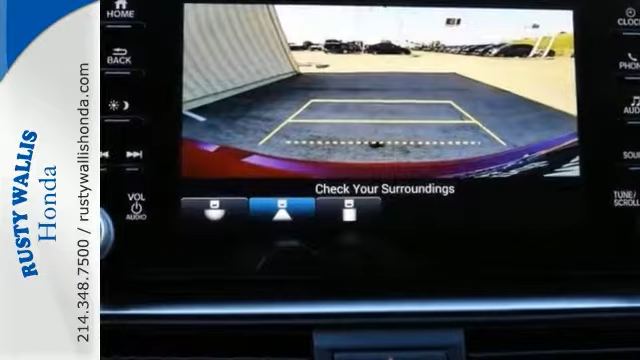 RUSTY WALLIS
Honda
214.348.7500 / rustywallishonda.com
HOME
BACK
VOL
AUDIO
Check Your Surroundings
CLOCK
PHON
AUD
SOU
TUNE/
SCROLL